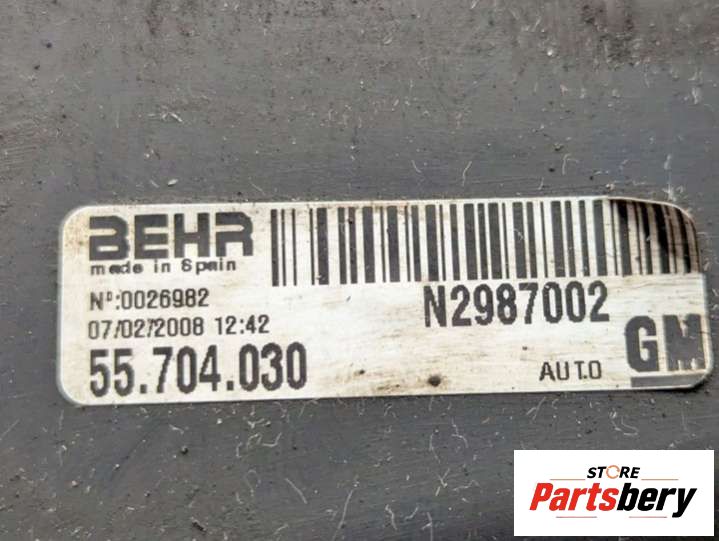 BEHR
made in Spain
Nº:0026982
07/02/2008 12:42
55.704.030
N2987002
AUT.O
GM
STORE
Partsbery